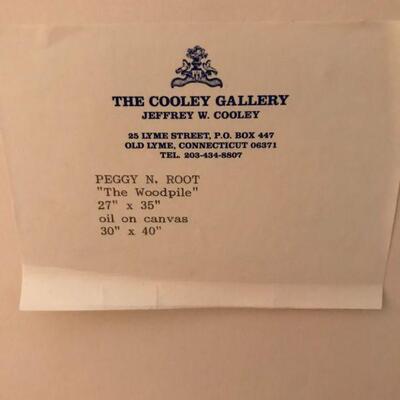 THE COOLEY GALLERY
JEFFREY W. COOLEY
25 LYME STREET, P.O. BOX 447
OLD LYME, CONNECTICUT 06371
TEL. 203-434-8807
PEGGY N. ROOT
"The Woodpile"
27" x 35"
oil on canvas
30" x 40"